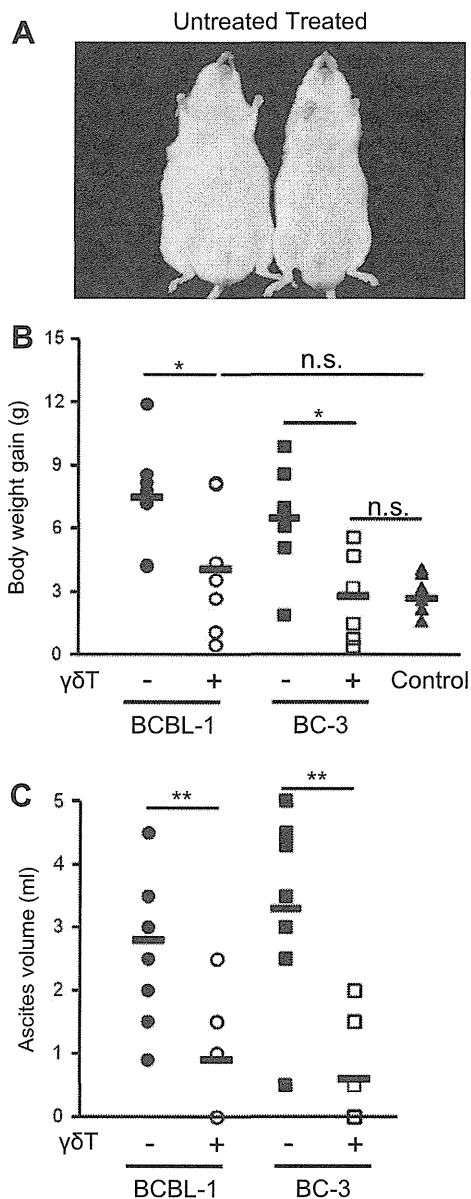 A
Untreated Treated
B
Body weight gain (g)
15
12
9
6
3
0
*
n.s.
*
n.s.
γδT - + - + Control
BCBL-1 BC-3
C
Ascites volume (ml)
5
4
3
2
1
0
**
**
γδT - + - +
BCBL-1 BC-3